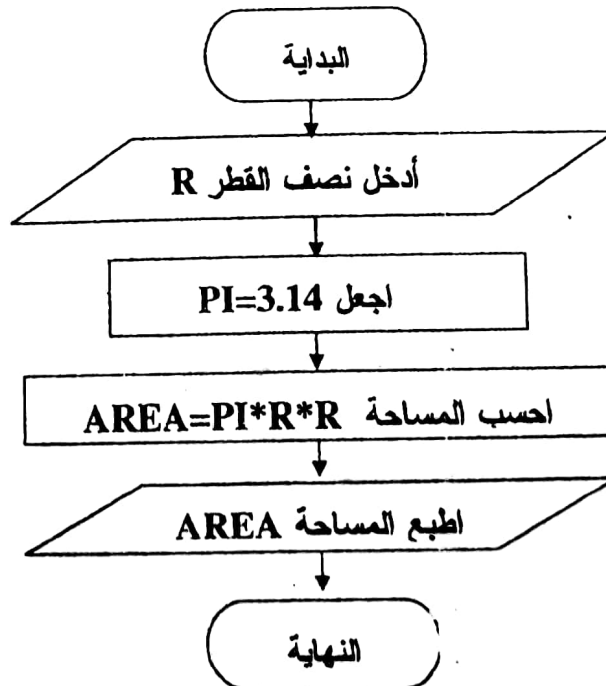 البداية
أدخل نصف القطر R
اجعل PI=3.14
احسب المساحة AREA=PI*R*R
اطبع المساحة AREA
النهاية